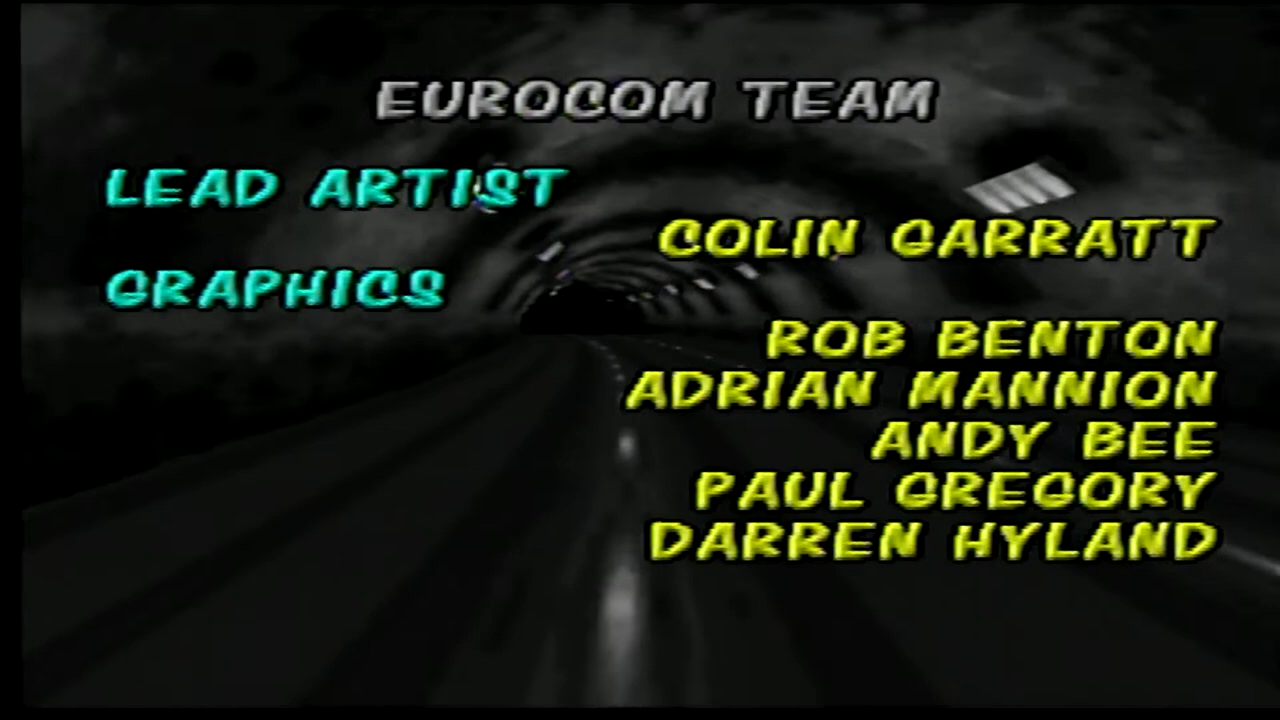 EUROCOM TEAM
LEAD ARTIST
COLIN GARRATT
GRAPHICS
ROB BENTON
ADRIAN MANNION
ANDY BEE
PAUL GREGORY
DARREN HYLAND